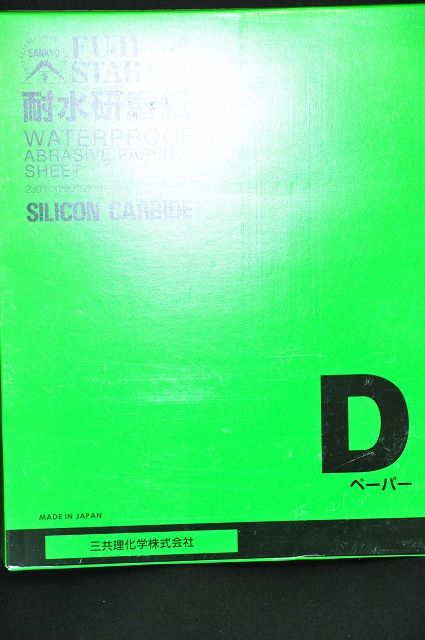 SANKYO
FUJI
STAR
耐水研磨紙
WATERPROOF
ABRASIVE PAPER
SHEET
SILICON CARBIDE
D
ペーパー
MADE IN JAPAN
三共理化学株式会社